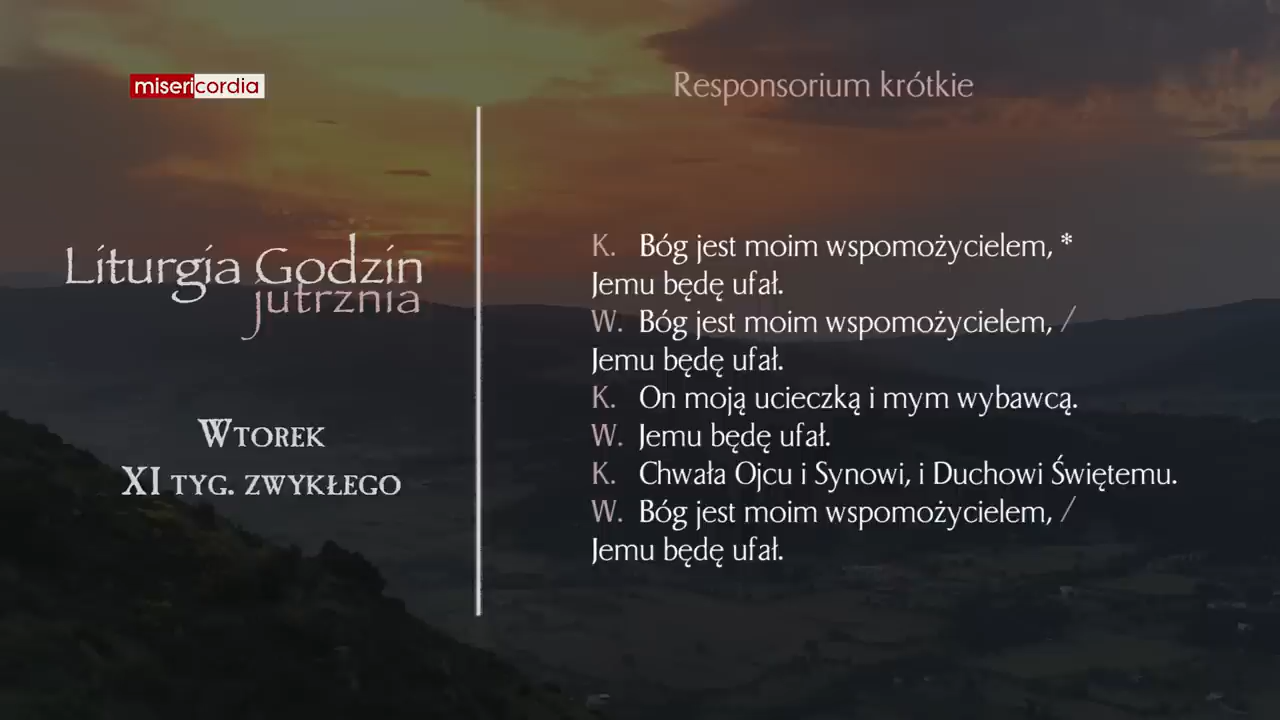 misericordia
Liturgia Godzin
jutrznia
Wtorek
XI tyg. zwykłego
Responsorium krótkie
K. Bóg jest moim wspomożycielem, *
Jemu będę ufał.
W. Bóg jest moim wspomożycielem, /
Jemu będę ufał.
K. On moją ucieczką i mym wybawcą.
W. Jemu będę ufał.
K. Chwała Ojcu i Synowi, i Duchowi Świętemu.
W. Bóg jest moim wspomożycielem, /
Jemu będę ufał.